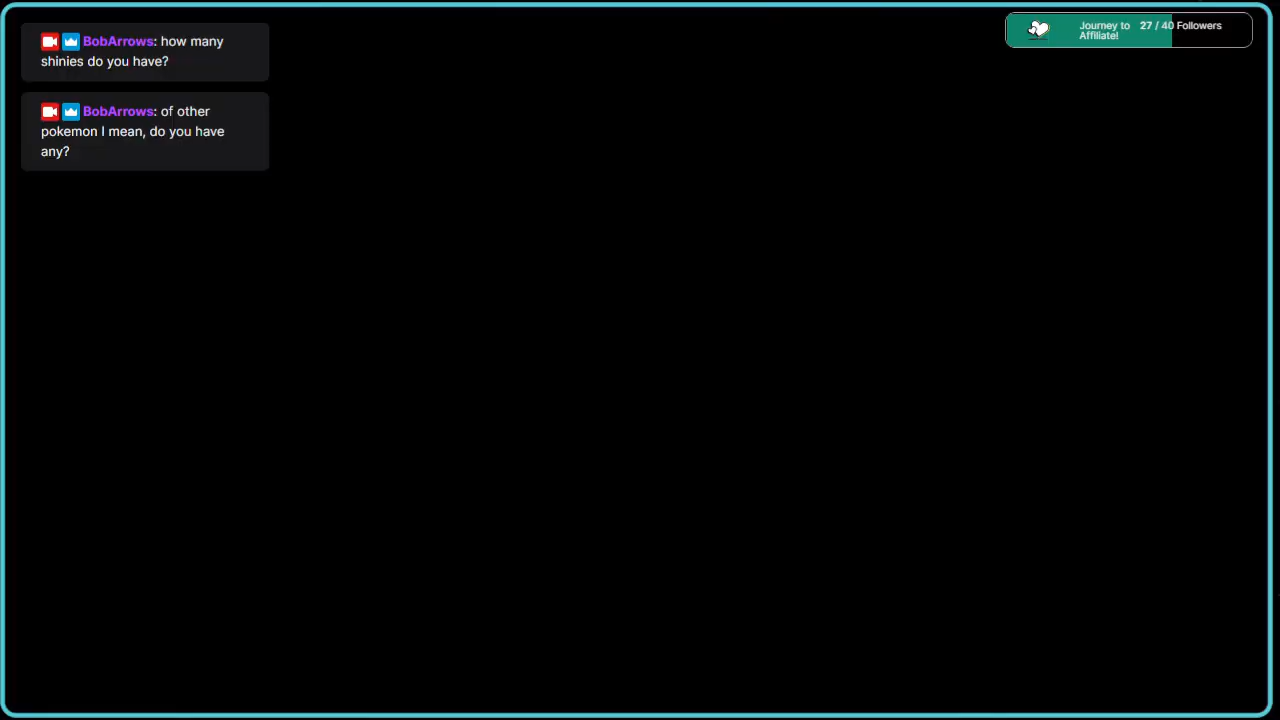 BobArrows: how many
shinies do you have?
BobArrows: of other
pokemon I mean, do you have
any?
Journey to
Affiliate!
27 / 40 Followers